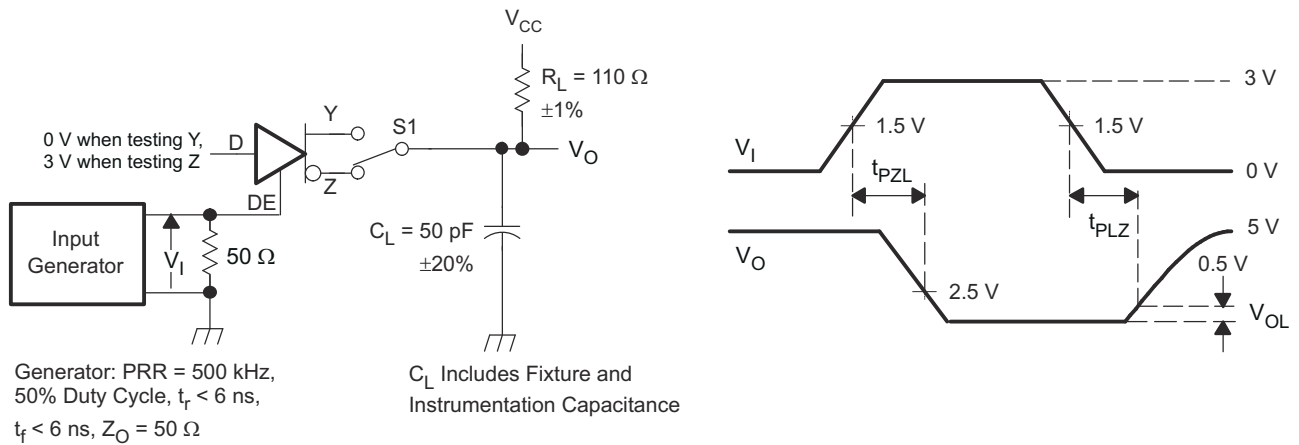 V_CC
R_L = 110 Ω
±1%
Y
S1
0 V when testing Y,
3 V when testing Z
D
Z
V_O
DE
Input
Generator
V_I
50 Ω
C_L = 50 pF
±20%
Generator: PRR = 500 kHz,
50% Duty Cycle, t_r < 6 ns,
t_f < 6 ns, Z_O = 50 Ω
C_L Includes Fixture and
Instrumentation Capacitance
3 V
1.5 V
1.5 V
V_I
0 V
t_PZL
t_PLZ
5 V
V_O
0.5 V
2.5 V
V_OL